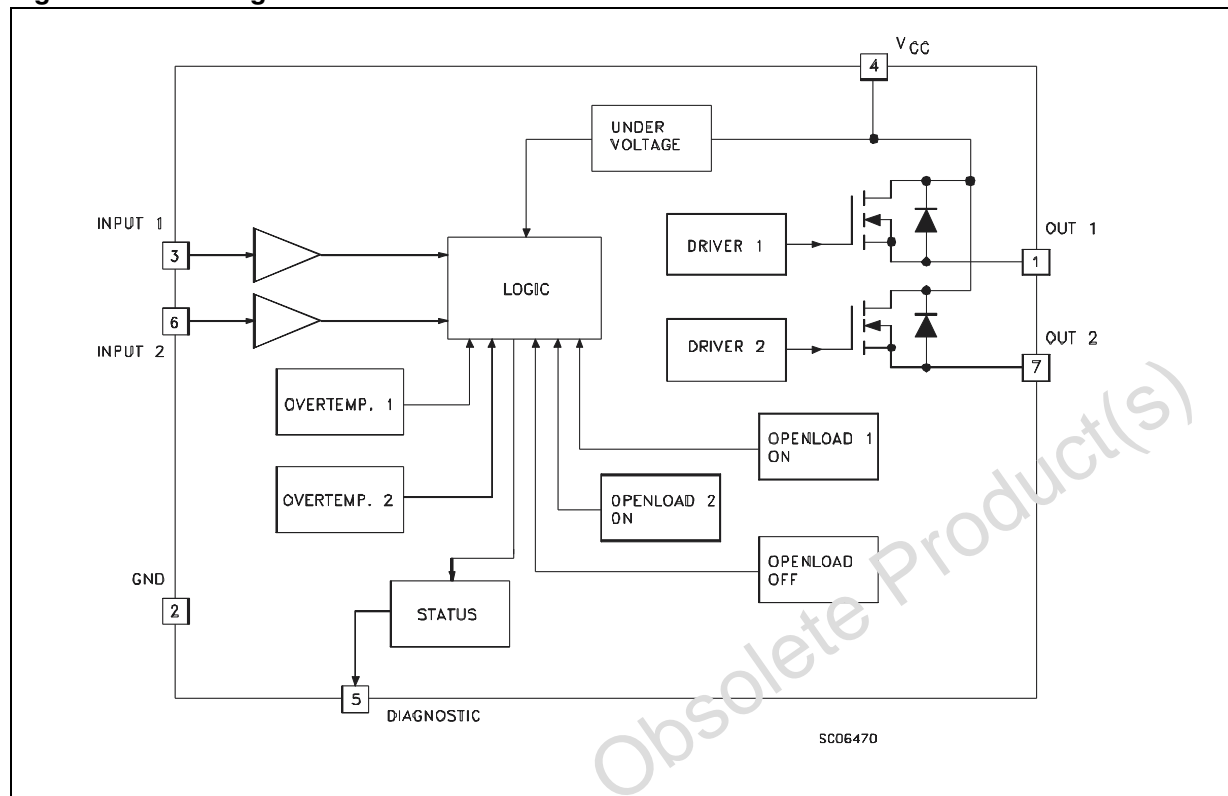 V CC
4
UNDER
VOLTAGE
INPUT 1
3
DRIVER 1
OUT 1
1
LOGIC
6
INPUT 2
DRIVER 2
OUT 2
7
OVERTEMP. 1
OPENLOAD 1
ON
OVERTEMP. 2
OPENLOAD 2
ON
OPENLOAD
OFF
GND
2
STATUS
5
DIAGNOSTIC
SC06470
Obsolete Product(s)